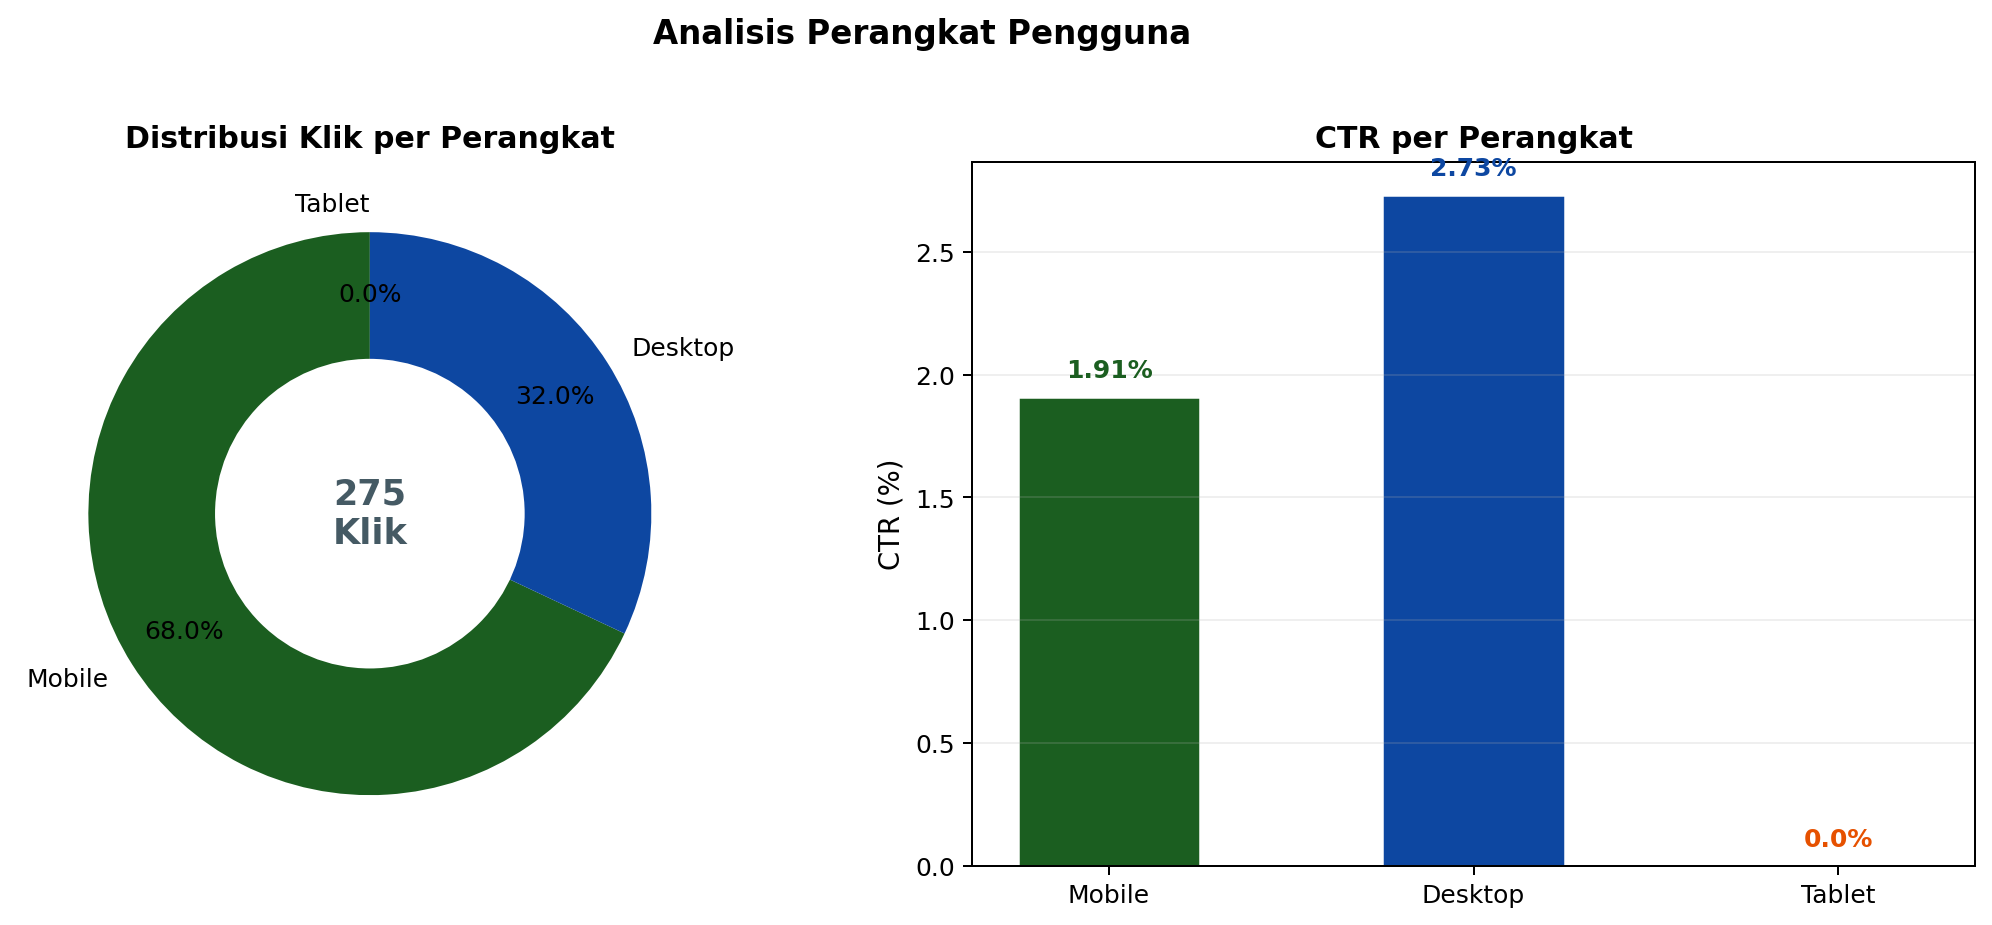 Analisis Perangkat Pengguna
Distribusi Klik per Perangkat
Tablet
0.0%
Desktop
32.0%
275
Klik
68.0%
Mobile
CTR per Perangkat
2.73%
2.5
1.91%
2.0
1.5
CTR (%)
1.0
0.5
0.0%
0.0
Mobile
Desktop
Tablet